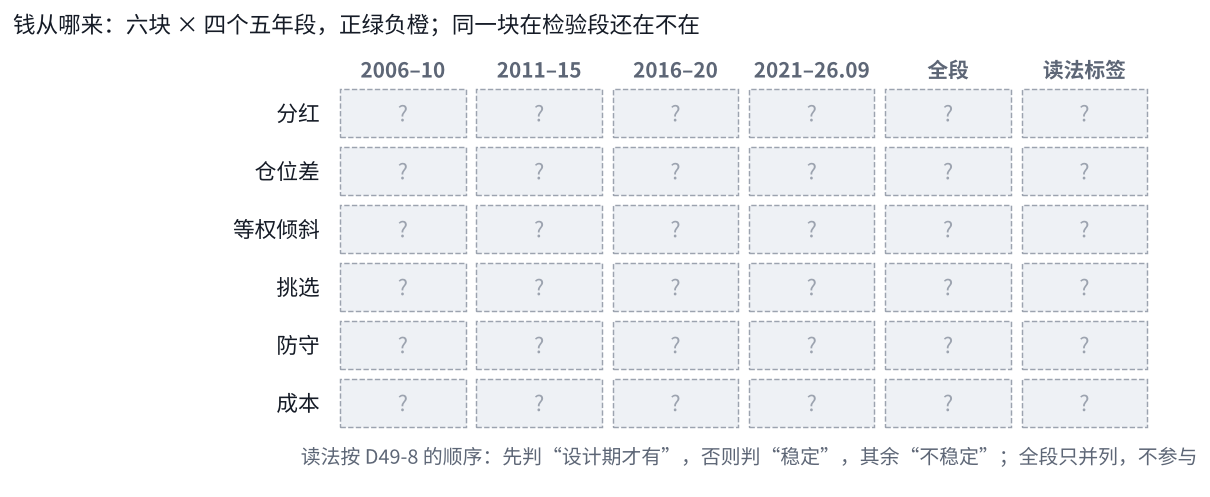 钱从哪来：六块 × 四个五年段，正绿负橙；同一块在检验段还在不在
2006–10 2011–15 2016–20 2021–26.09 全段 读法标签
分红 ? ? ? ? ? ?
仓位差 ? ? ? ? ? ?
等权倾斜 ? ? ? ? ? ?
挑选 ? ? ? ? ? ?
防守 ? ? ? ? ? ?
成本 ? ? ? ? ? ?
读法按 D49-8 的顺序：先判“设计期才有”，否则判“稳定”，其余“不稳定”；全段只并列，不参与